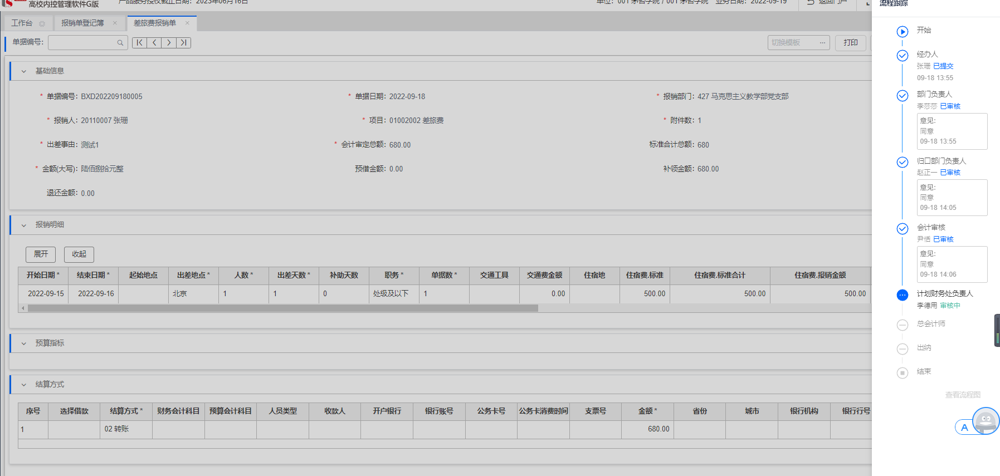 高校内控管理软件G版
产品服务授权截止日期：2023年06月16日
单位：001 茅台学院 / 001 茅台学院 业务日期：2022-09-19
返回门户
工作台
报销单登记簿 ×
差旅费报销单 ×
单据编号：
切换模板 ···
打印
基础信息
* 单据编号：BXD202209180005
* 单据日期：2022-09-18
* 报销部门：427 马克思主义教学部党支部
* 报销人：20110007 张珊
* 项目：01002002 差旅费
* 附件数：1
* 出差事由：测试1
* 会计审定总额：680.00
标准合计总额：680
* 金额(大写)：陆佰捌拾元整
预借金额：0.00
补领金额：680.00
退还金额：0.00
报销明细
展开 收起
开始日期 * 结束日期 * 起始地点 出差地点 * 人数 * 出差天数 * 补助天数 职务 * 单据数 * 交通工具 交通费金额 住宿地 住宿费.标准 住宿费.标准合计 住宿费.报销金额
2022-09-15 2022-09-16 北京 1 1 0 处级及以下 1 0.00 500.00 500.00 500.00
预算指标
结算方式
序号 选择借款 结算方式 * 财务会计科目 预算会计科目 人员类型 收款人 开户银行 银行账号 公务卡号 公务卡消费时间 支票号 金额 * 省份 城市 银行机构 银行行号
1 02 转账 680.00
流程跟踪
开始
经办人
张珊 已提交
09-18 13:55
部门负责人
李莎莎 已审核
意见:
同意
09-18 13:55
归口部门负责人
赵正一 已审核
意见:
同意
09-18 14:05
会计审核
尹恬 已审核
意见:
同意
09-18 14:06
计划财务处负责人
李德用 审核中
总会计师
出纳
结束
查看流程图
A